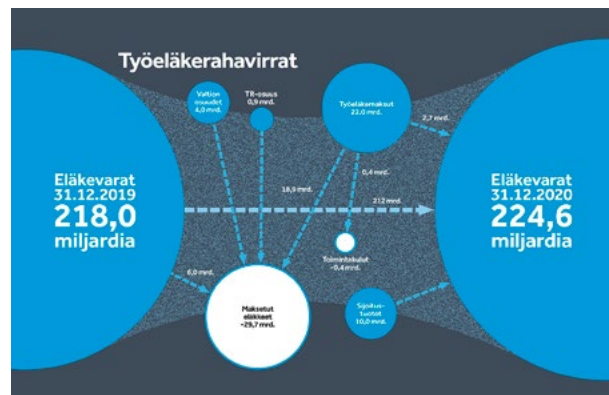 Työeläkerahavirrat
Valtion
osuudet
4,0 mrd.
TR-osuus
0,9 mrd.
Työeläkemaksut
22,0 mrd.
2,7 mrd.
Eläkevarat
31.12.2019
218,0
miljardia
18,9 mrd.
0,4 mrd.
212 mrd.
Eläkevarat
31.12.2020
224,6
miljardia
Toimintakulut
-0,4 mrd.
6,0 mrd.
Maksetut
eläkkeet
-29,7 mrd.
Sijoitus-
tuotot
10,0 mrd.